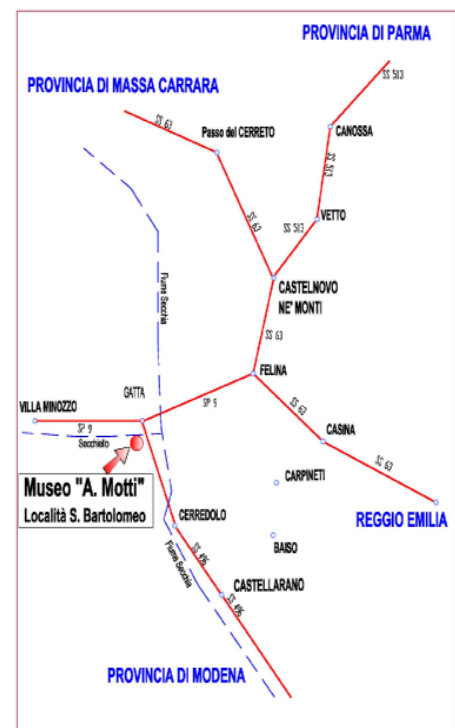 PROVINCIA DI PARMA
SS 513
PROVINCIA DI MASSA CARRARA
SS 63
Passo del CERRETO
CANOSSA
SS 513
SS 63
SS 513
VETTO
Fiume Secchia
CASTELNOVO
NE' MONTI
SS 63
FELINA
GATTA
SP 9
VILLA MINOZZO
SP 9
Secchiello
SS 63
CASINA
SS 63
Museo "A. Motti"
Località S. Bartolomeo
CARPINETI
REGGIO EMILIA
CERREDOLO
BAISO
Fiume Secchia
SS 496
CASTELLARANO
SS 496
PROVINCIA DI MODENA